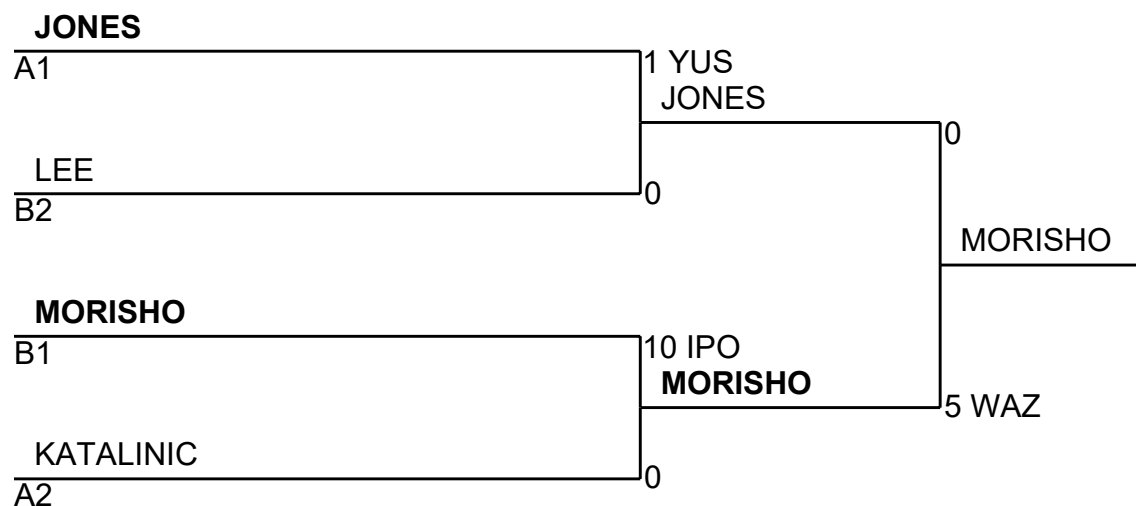 JONES
A1
1 YUS
JONES
0
LEE
B2
0
MORISHO
MORISHO
B1
10 IPO
MORISHO
5 WAZ
KATALINIC
A2
0